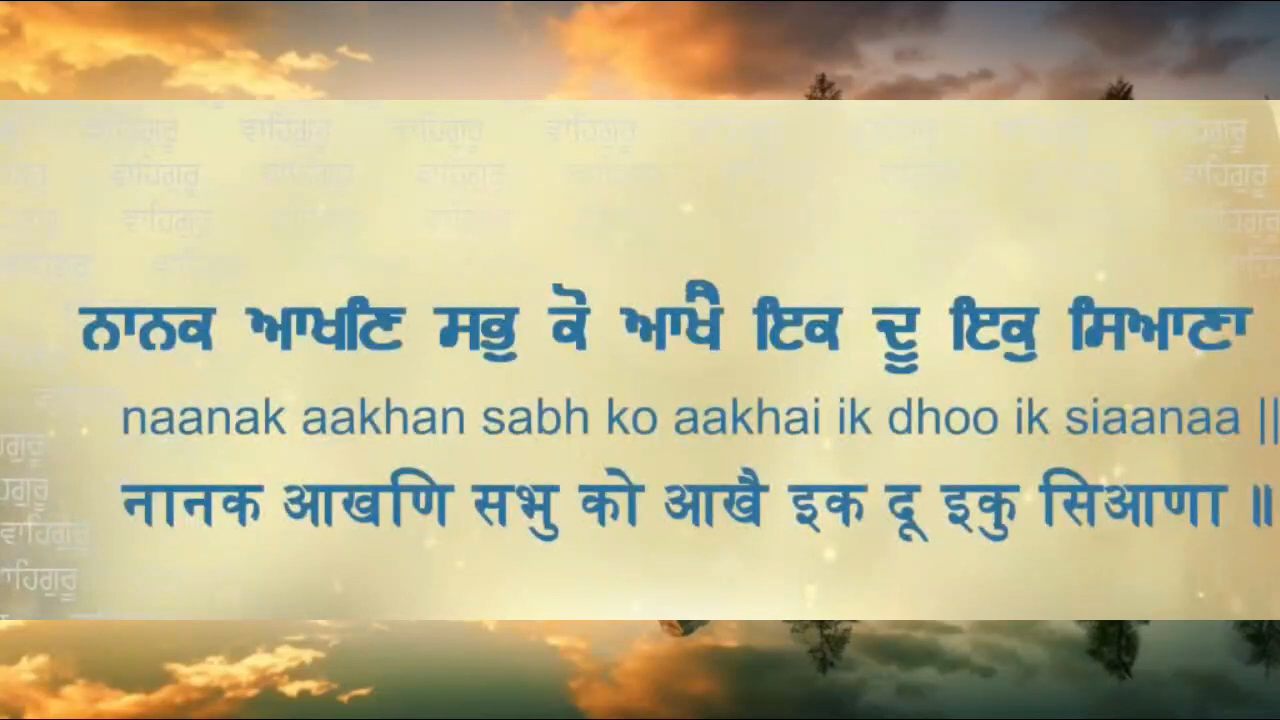 ਵਾਹਿਗੁਰੂ ਵਾਹਿਗੁਰੂ ਵਾਹਿਗੁਰੂ ਵਾਹਿਗੁਰੂ ਵਾਹਿਗੁਰੂ ਵਾਹਿਗੁਰੂ ਵਾਹਿਗੁਰੂ
ਵਾਹਿਗੁਰੂ ਵਾਹਿਗੁਰੂ ਵਾਹਿਗੁਰੂ ਵਾਹਿਗੁਰੂ
ਵਾਹਿਗੁਰੂ
ਨਾਨਕ ਆਖਣਿ ਸਭੁ ਕੋ ਆਖੈ ਇਕ ਦੂ ਇਕੁ ਸਿਆਣਾ
naanak aakhan sabh ko aakhai ik dhoo ik siaanaa ||
नानक आखणि सभु को आखै इक दू इकु सिआणा ॥
ਵਾਹਿਗੁਰੂ